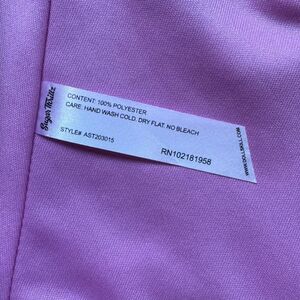 Sugar Thrillz
CONTENT: 100% POLYESTER
CARE: HAND WASH COLD. DRY FLAT. NO BLEACH
STYLE# AST203015
RN102181958
WWW.DOLLSKILL.COM